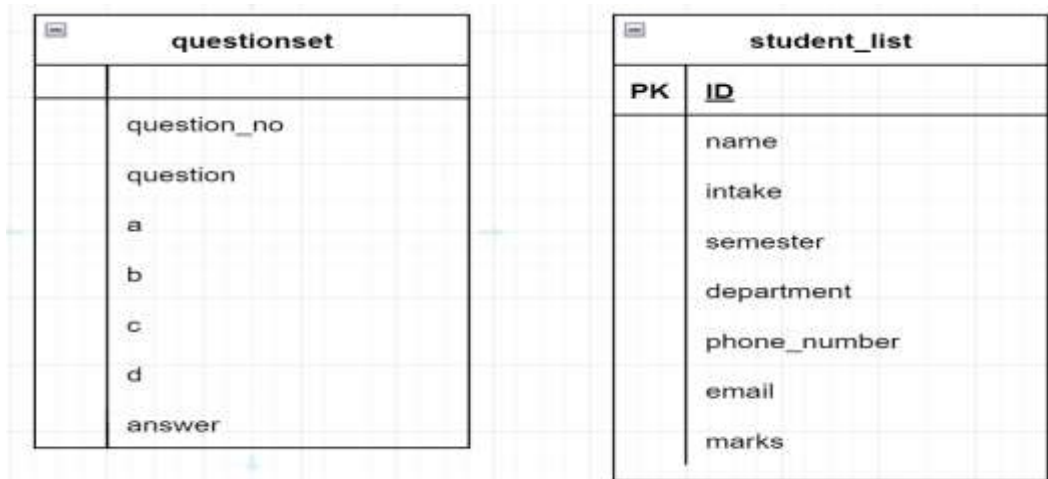 questionset
question_no
question
a
b
c
d
answer
student_list
PK ID
name
intake
semester
department
phone_number
email
marks